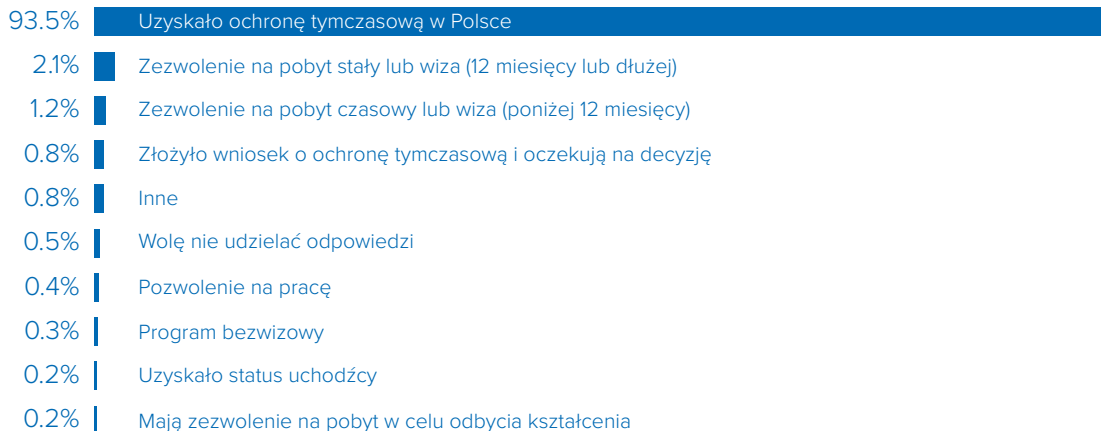 93.5% Uzyskało ochronę tymczasową w Polsce
2.1% Zezwolenie na pobyt stały lub wiza (12 miesięcy lub dłużej)
1.2% Zezwolenie na pobyt czasowy lub wiza (poniżej 12 miesięcy)
0.8% Złożyło wniosek o ochronę tymczasową i oczekują na decyzję
0.8% Inne
0.5% Wolę nie udzielać odpowiedzi
0.4% Pozwolenie na pracę
0.3% Program bezwizowy
0.2% Uzyskało status uchodźcy
0.2% Mają zezwolenie na pobyt w celu odbycia kształcenia